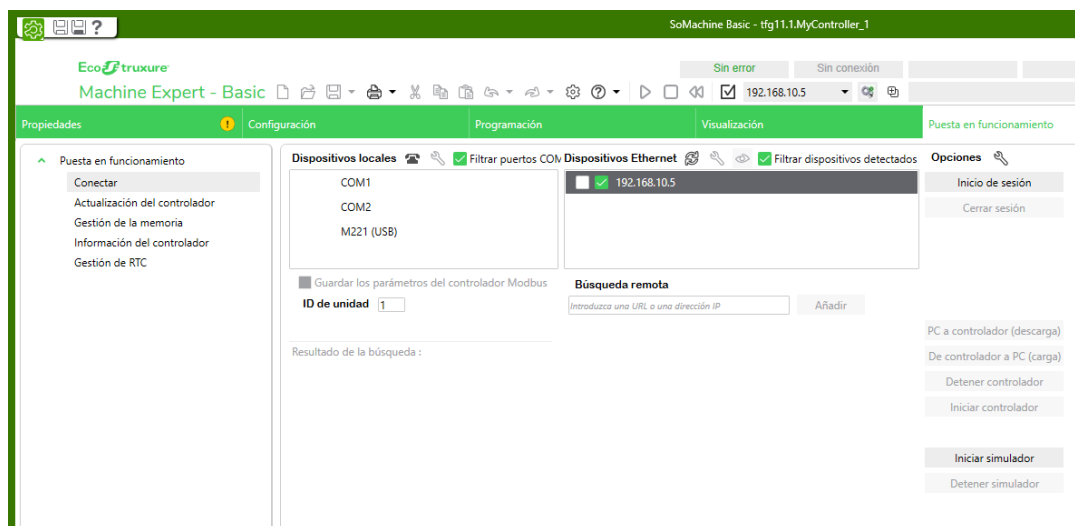 ?
SoMachine Basic - tfg11.1.MyController_1
EcoStruxure
Sin error
Sin conexión
Machine Expert - Basic
192.168.10.5
Propiedades
!
Configuración
Programación
Visualización
Puesta en funcionamiento
Puesta en funcionamiento
Conectar
Actualización del controlador
Gestión de la memoria
Información del controlador
Gestión de RTC
Dispositivos locales
Filtrar puertos COM
COM1
COM2
M221 (USB)
Guardar los parámetros del controlador Modbus
ID de unidad 1
Resultado de la búsqueda :
Dispositivos Ethernet
Filtrar dispositivos detectados
192.168.10.5
Búsqueda remota
Introduzca una URL o una dirección IP
Añadir
Opciones
Inicio de sesión
Cerrar sesión
PC a controlador (descarga)
De controlador a PC (carga)
Detener controlador
Iniciar controlador
Iniciar simulador
Detener simulador